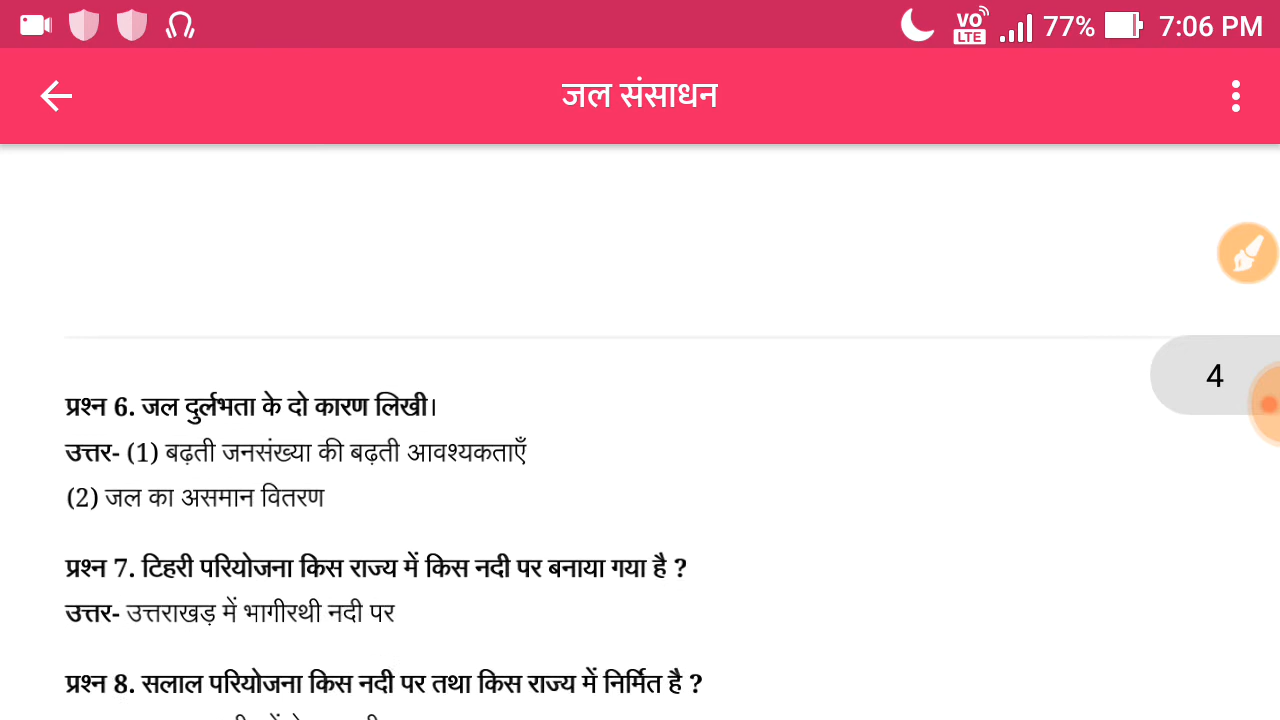 VO LTE 77% 7:06 PM
जल संसाधन
4
प्रश्न 6. जल दुर्लभता के दो कारण लिखी।
उत्तर- (1) बढ़ती जनसंख्या की बढ़ती आवश्यकताएँ
(2) जल का असमान वितरण
प्रश्न 7. टिहरी परियोजना किस राज्य में किस नदी पर बनाया गया है ?
उत्तर- उत्तराखड़ में भागीरथी नदी पर
प्रश्न 8. सलाल परियोजना किस नदी पर तथा किस राज्य में निर्मित है ?